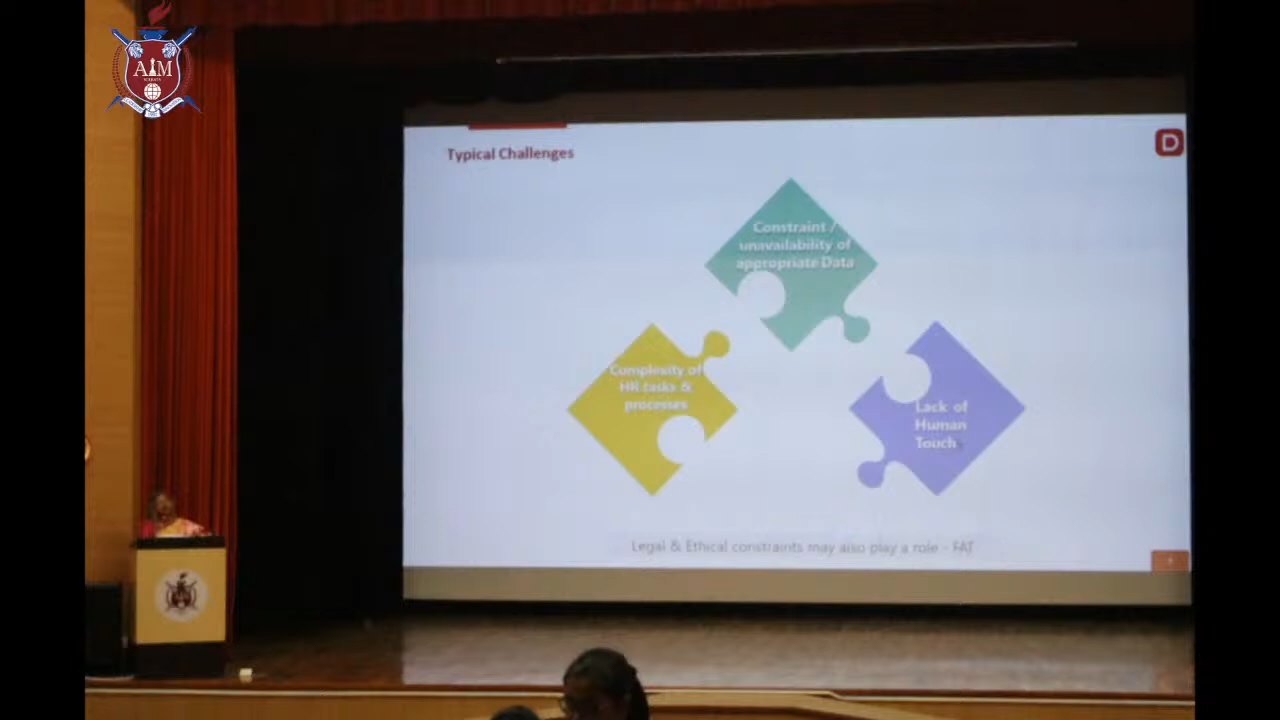 AIM
Typical Challenges
D
Constraint /
unavailability of
appropriate Data
Complexity of
HR tasks &
processes
Lack of
Human
Touch
Legal & Ethical constraints may also play a role - FAT